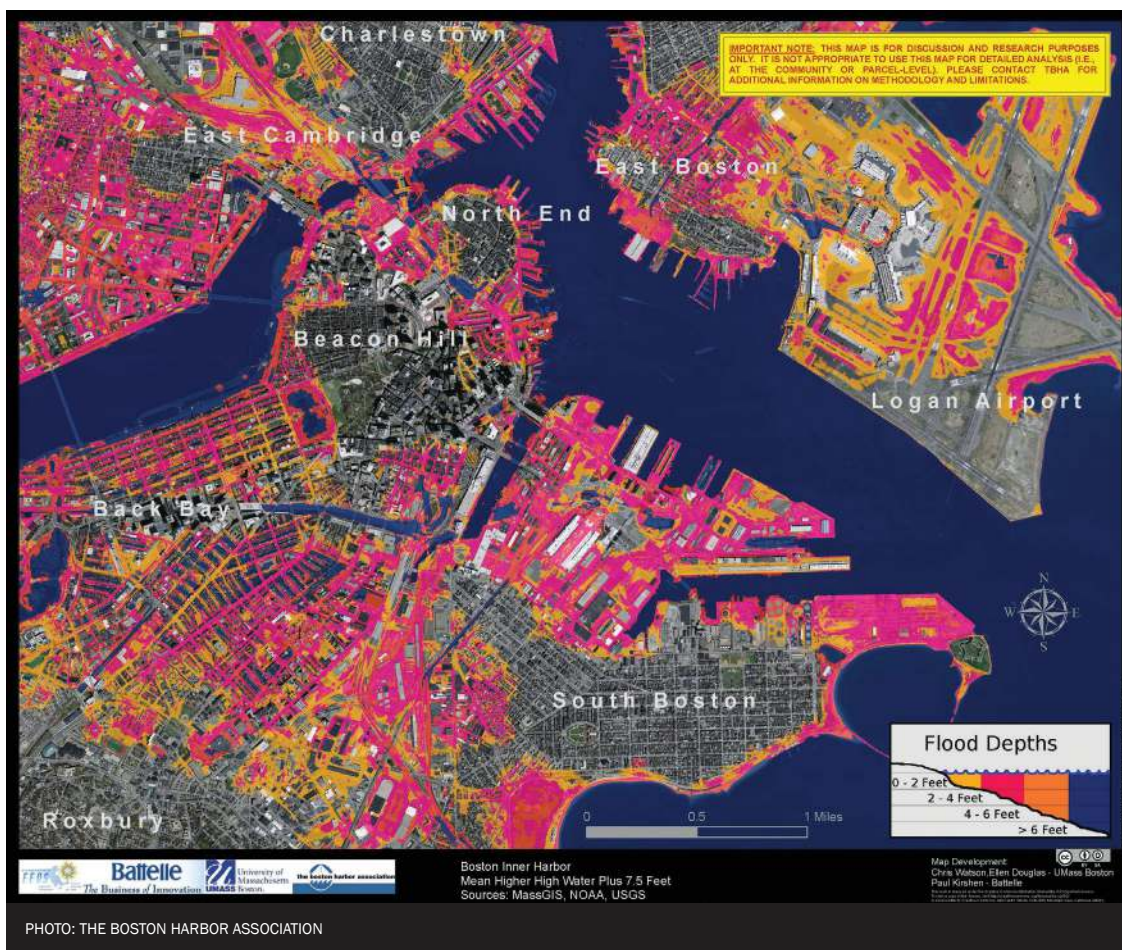 Charlestown
IMPORTANT NOTE: THIS MAP IS FOR DISCUSSION AND RESEARCH PURPOSES
ONLY. IT IS NOT APPROPRIATE TO USE THIS MAP FOR DETAILED ANALYSIS (I.E.,
AT THE COMMUNITY OR PARCEL-LEVEL). PLEASE CONTACT TBHA FOR
ADDITIONAL INFORMATION ON METHODOLOGY AND LIMITATIONS.
East Cambridge
East Boston
North End
Beacon Hill
Logan Airport
Back Bay
N
W E
S
South Boston
Roxbury
0 0.5 1 Miles
Flood Depths
0 - 2 Feet
2 - 4 Feet
4 - 6 Feet
> 6 Feet
Battelle
The Business of Innovation
UMASS
University of
Massachusetts
Boston
the boston harbor association
Boston Inner Harbor
Mean Higher High Water Plus 7.5 Feet
Sources: MassGIS, NOAA, USGS
Map Development:
Chris Watson,Ellen Douglas - UMass Boston
Paul Kirshen - Battelle
cc
BY SA
PHOTO: THE BOSTON HARBOR ASSOCIATION